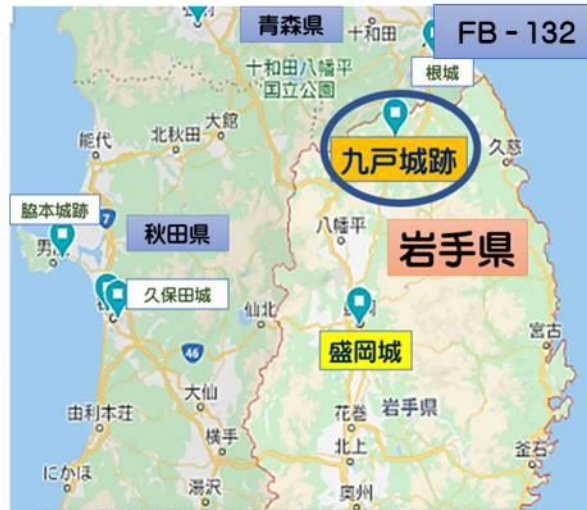 青森県
十和田
FB - 132
十和田八幡平
国立公園
根城
能代
北秋田
大館
九戸城跡
久慈
脇本城跡
7
秋田県
八幡平
岩手県
久保田城
仙北
盛岡城
宮古
46
大仙
由利本荘
横手
花巻
岩手県
北上
釜石
にかほ
湯沢
奥州